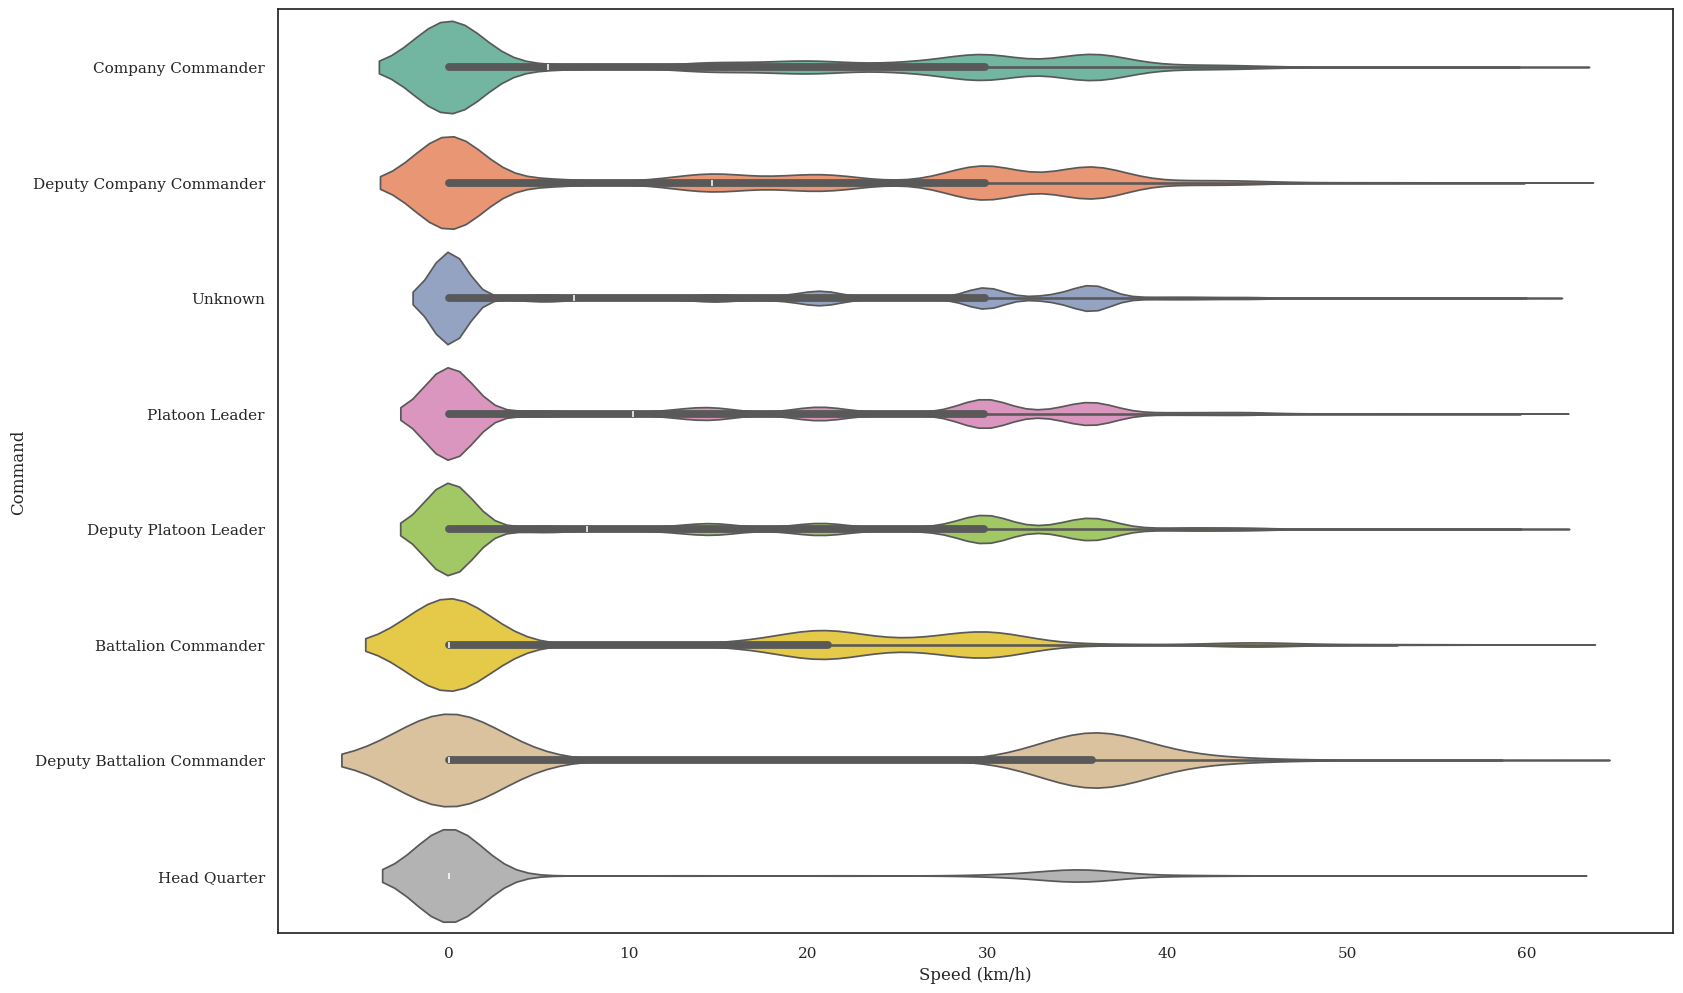 Company Commander
Deputy Company Commander
Unknown
Platoon Leader
Deputy Platoon Leader
Battalion Commander
Deputy Battalion Commander
Head Quarter
Command
0 10 20 30 40 50 60
Speed (km/h)